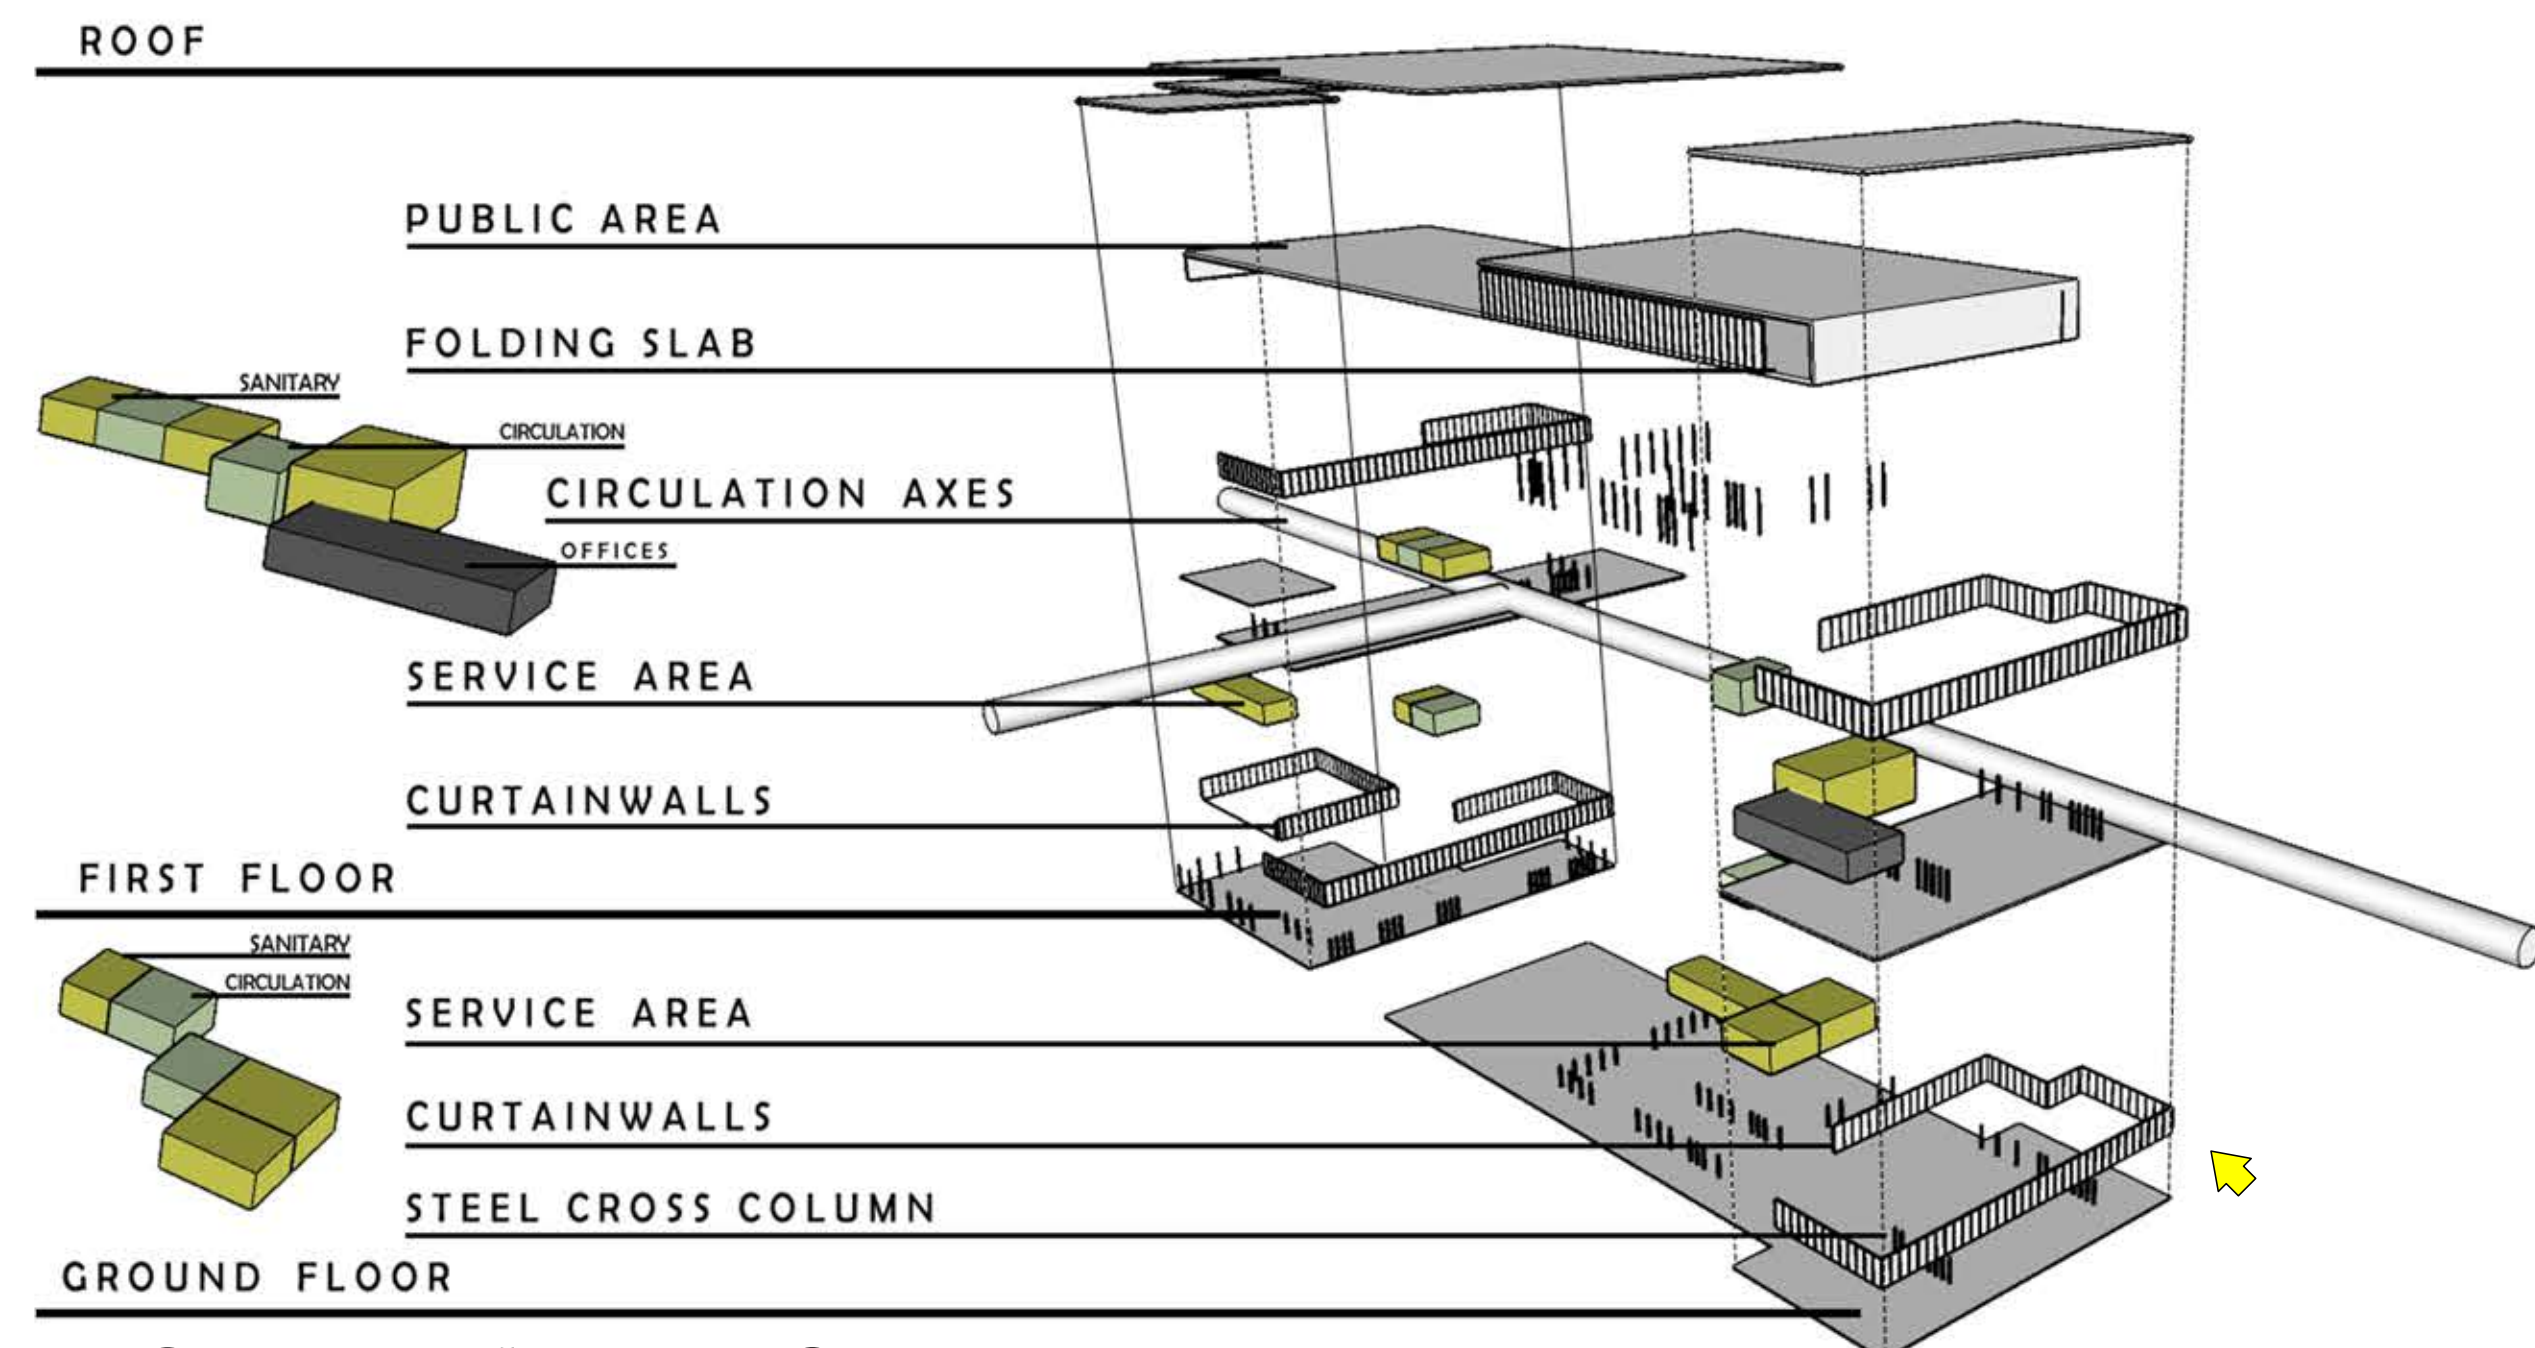 ROOF
PUBLIC AREA
FOLDING SLAB
SANITARY
CIRCULATION
CIRCULATION AXES
OFFICES
SERVICE AREA
CURTAINWALLS
FIRST FLOOR
SANITARY
CIRCULATION
SERVICE AREA
CURTAINWALLS
STEEL CROSS COLUMN
GROUND FLOOR